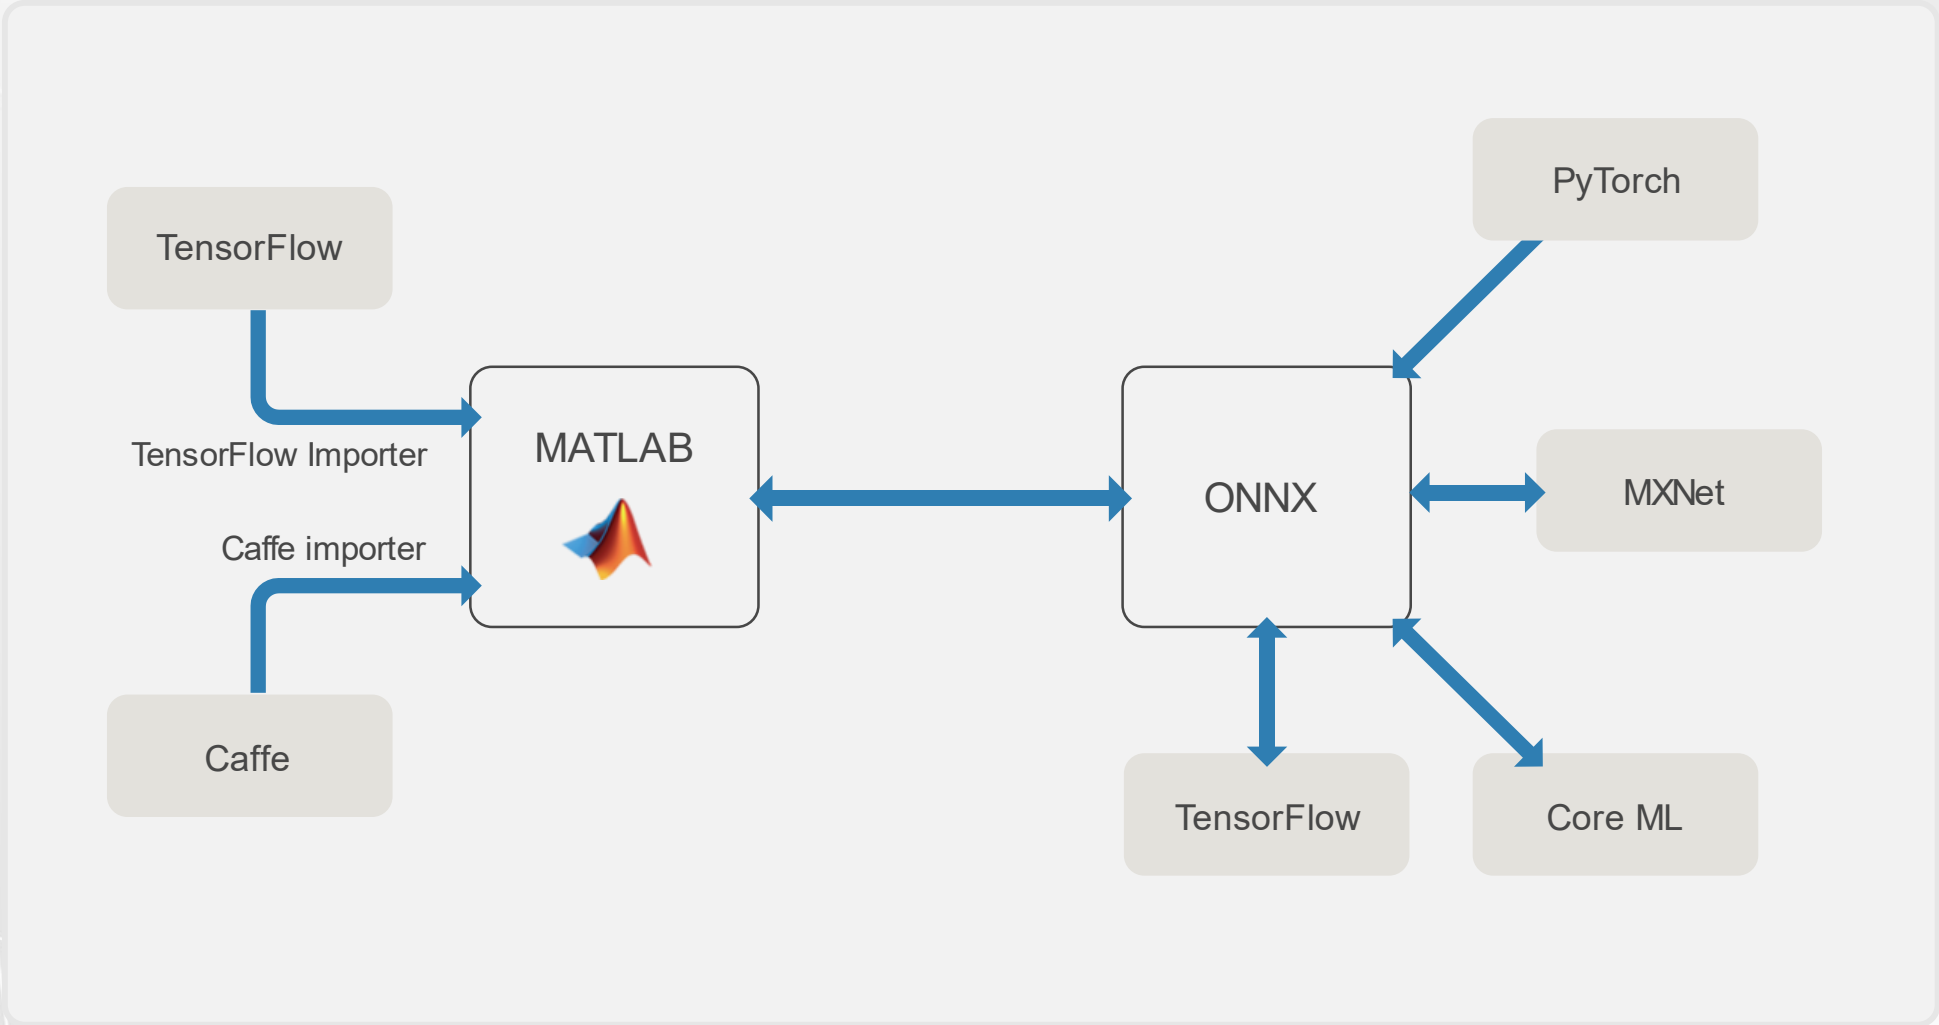 PyTorch
TensorFlow
MATLAB
TensorFlow Importer
ONNX
MXNet
Caffe importer
Caffe
TensorFlow
Core ML